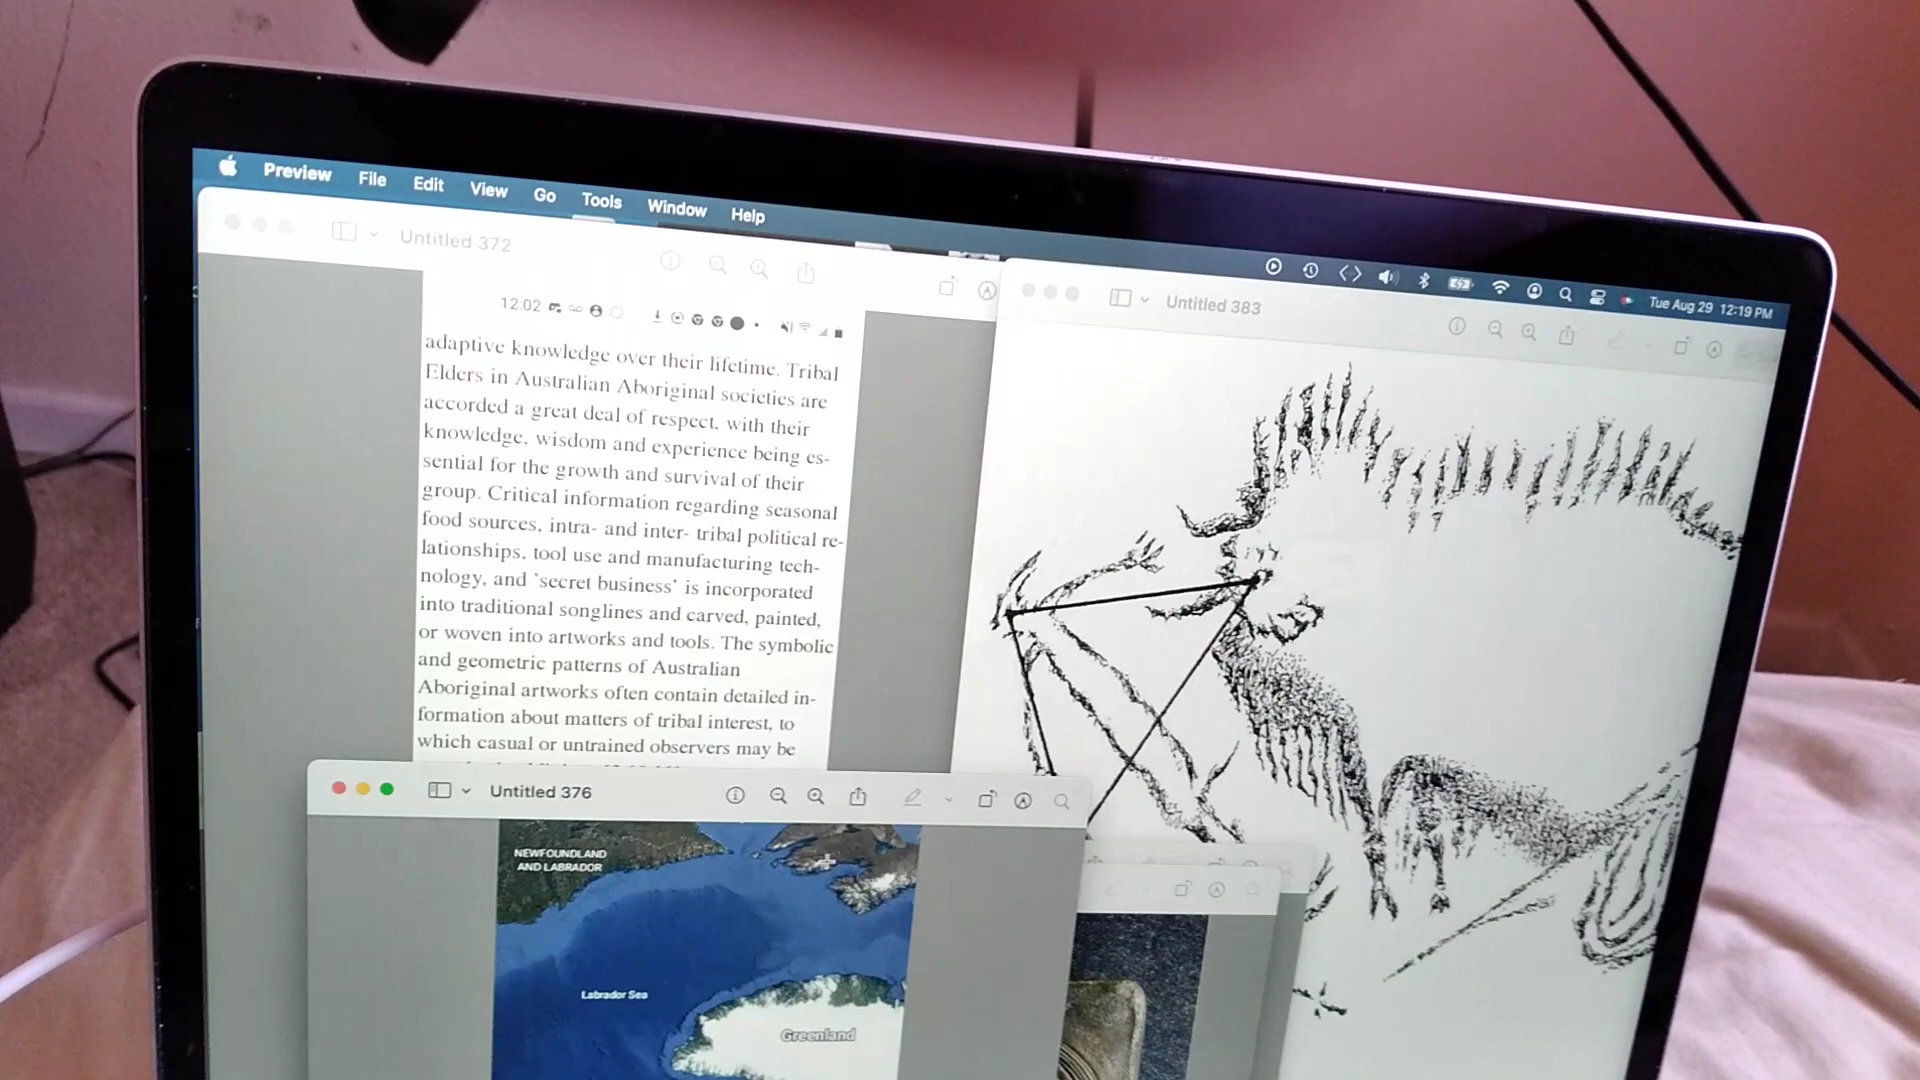 Preview File Edit View Go Tools Window Help
Tue Aug 29 12:19 PM
Untitled 372
12.02
adaptive knowledge over their lifetime. Tribal
Elders in Australian Aboriginal societies are
accorded a great deal of respect, with their
knowledge, wisdom and experience being es-
sential for the growth and survival of their
group. Critical information regarding seasonal
food sources, intra- and inter- tribal political re-
lationships, tool use and manufacturing tech-
nology, and 'secret business' is incorporated
into traditional songlines and carved, painted,
or woven into artworks and tools. The symbolic
and geometric patterns of Australian
Aboriginal artworks often contain detailed in-
formation about matters of tribal interest, to
which casual or untrained observers may be
Untitled 383
Untitled 376
NEWFOUNDLAND
AND LABRADOR
Labrador Sea
Greenland